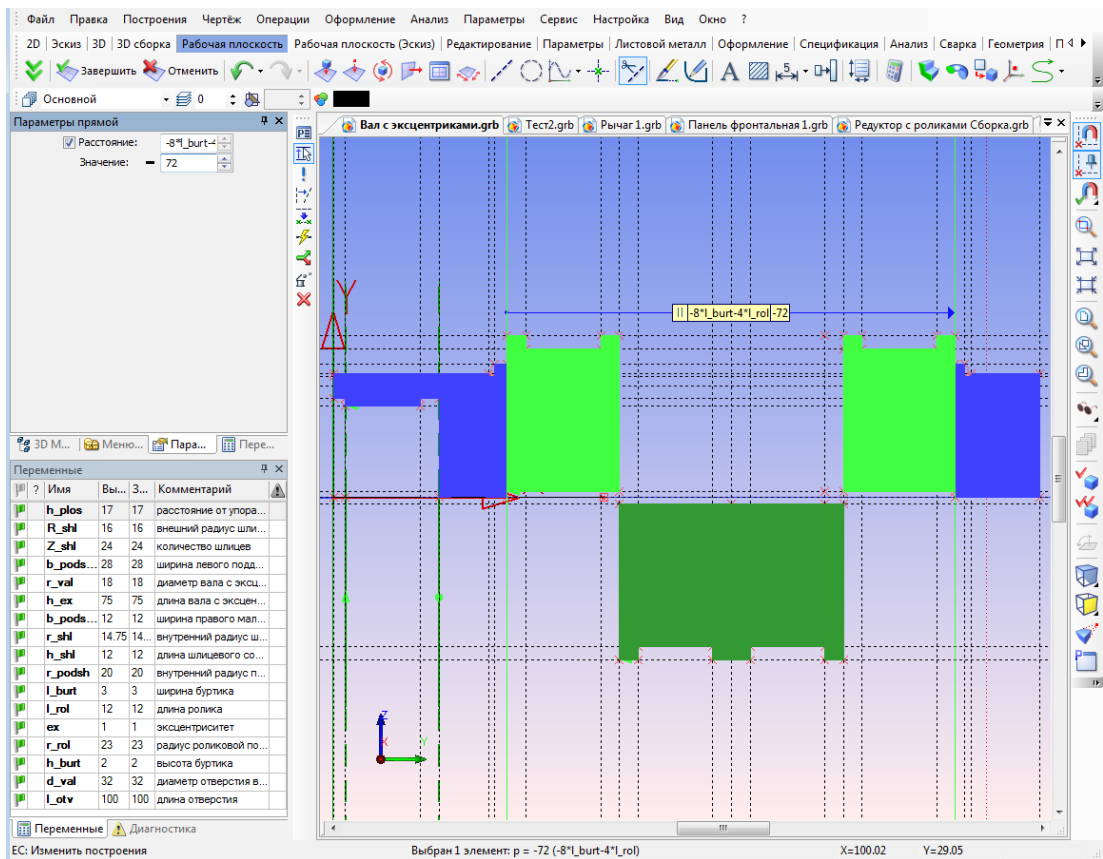 Файл Правка Построения Чертёж Операции Оформление Анализ Параметры Сервис Настройка Вид Окно ?
2D Эскиз 3D 3D сборка Рабочая плоскость Рабочая плоскость (Эскиз) Редактирование Параметры Листовой металл Оформление Спецификация Анализ Сварка Геометрия П
Завершить Отменить
Основной 0
Параметры прямой
Расстояние: -8*l_burt-4
Значение: 72
Вал с эксцентриками.grb Тест2.grb Рычаг 1.grb Панель фронтальная 1.grb Редуктор с роликами Сборка.grb
Y
|| -8*l_burt-4*l_rol -72
3D М... Меню... Пара... Пере...
Переменные
? Имя Вы... З... Комментарий
h_plos 17 17 расстояние от упора...
R_shl 16 16 внешний радиус шли...
Z_shl 24 24 количество шлицев
b_pods... 28 28 ширина левого подд...
r_val 18 18 диаметр вала с эксц...
h_ex 75 75 длина вала с эксцен...
b_pods... 12 12 ширина правого мал...
r_shl 14.75 14... внутренний радиус ш...
h_shl 12 12 длина шлицевого со...
r_podsh 20 20 внутренний радиус п...
l_burt 3 3 ширина буртика
l_rol 12 12 длина ролика
ex 1 1 эксцентриситет
r_rol 23 23 радиус роликовой по...
h_burt 2 2 высота буртика
d_val 32 32 диаметр отверстия в...
l_otv 100 100 длина отверстия
Z
X Y
Переменные Диагностика
ЕС: Изменить построения Выбран 1 элемент: p = -72 (-8*l_burt-4*l_rol) X=100.02 Y=29.05